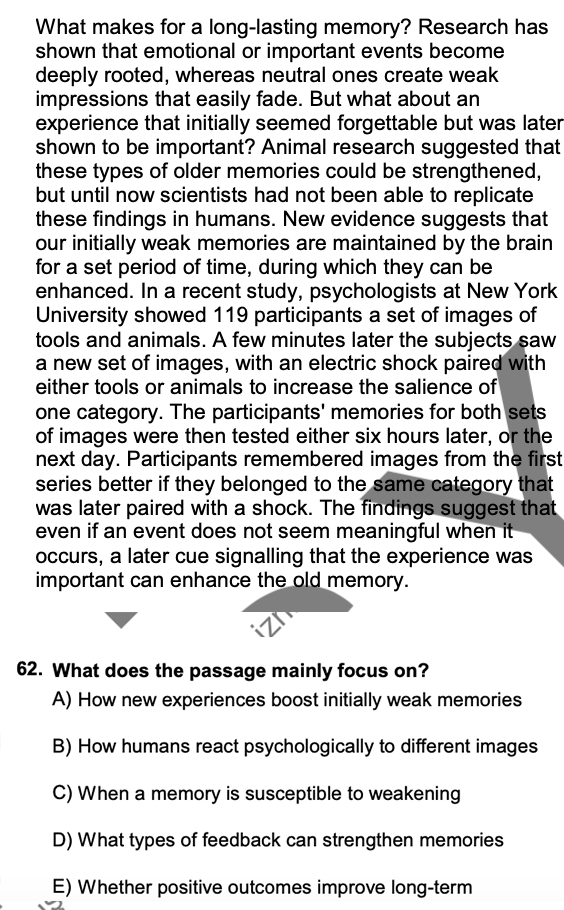 What makes for a long-lasting memory? Research has
shown that emotional or important events become
deeply rooted, whereas neutral ones create weak
impressions that easily fade. But what about an
experience that initially seemed forgettable but was later
shown to be important? Animal research suggested that
these types of older memories could be strengthened,
but until now scientists had not been able to replicate
these findings in humans. New evidence suggests that
our initially weak memories are maintained by the brain
for a set period of time, during which they can be
enhanced. In a recent study, psychologists at New York
University showed 119 participants a set of images of
tools and animals. A few minutes later the subjects saw
a new set of images, with an electric shock paired with
either tools or animals to increase the salience of
one category. The participants' memories for both sets
of images were then tested either six hours later, or the
next day. Participants remembered images from the first
series better if they belonged to the same category that
was later paired with a shock. The findings suggest that
even if an event does not seem meaningful when it
occurs, a later cue signalling that the experience was
important can enhance the old memory.
62. What does the passage mainly focus on?
A) How new experiences boost initially weak memories
B) How humans react psychologically to different images
C) When a memory is susceptible to weakening
D) What types of feedback can strengthen memories
E) Whether positive outcomes improve long-term